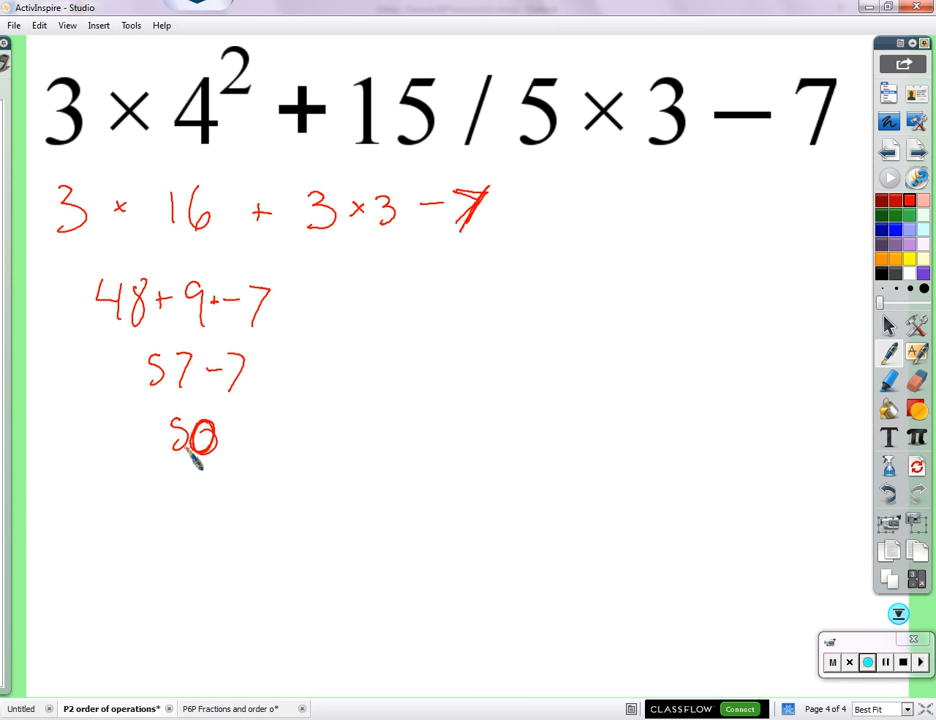 ActivInspire - Studio
File Edit View Insert Tools Help
3 × 4² + 15 / 5 × 3 − 7
3 × 16 + 3 × 3 − 7
48 + 9 + − 7
57 − 7
50
M
Untitled P2 order of operations* P6P Fractions and order o* CLASSFLOW Connect Page 4 of 4 Best Fit